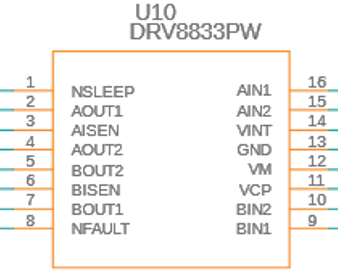 U10
DRV8833PW
1 NSLEEP AIN1 16
2 AOUT1 AIN2 15
3 AISEN VINT 14
4 AOUT2 GND 13
5 BOUT2 VM 12
6 BISEN VCP 11
7 BOUT1 BIN2 10
8 NFAULT BIN1 9